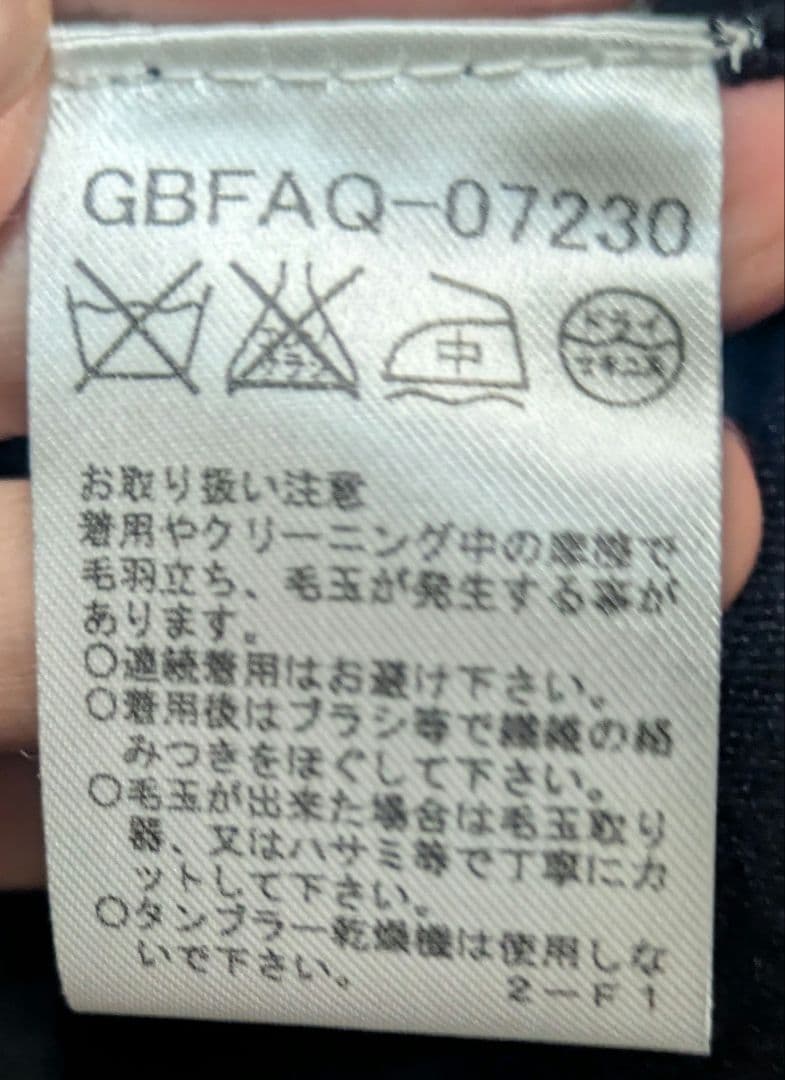 GBFAQ-07230
エンソ
サラシ
中
ドライ
セキユ系
お取り扱い注意
着用やクリーニング中の摩擦で
毛羽立ち、毛玉が発生する事が
あります。
○連続着用はお避け下さい。
○着用後はブラシ等で繊維の絡
みつきをほぐして下さい。
○毛玉が出来た場合は毛玉取り
器、又はハサミ等で丁寧にカ
ットして下さい。
○タンブラー乾燥機は使用しな
いで下さい。
2-F1